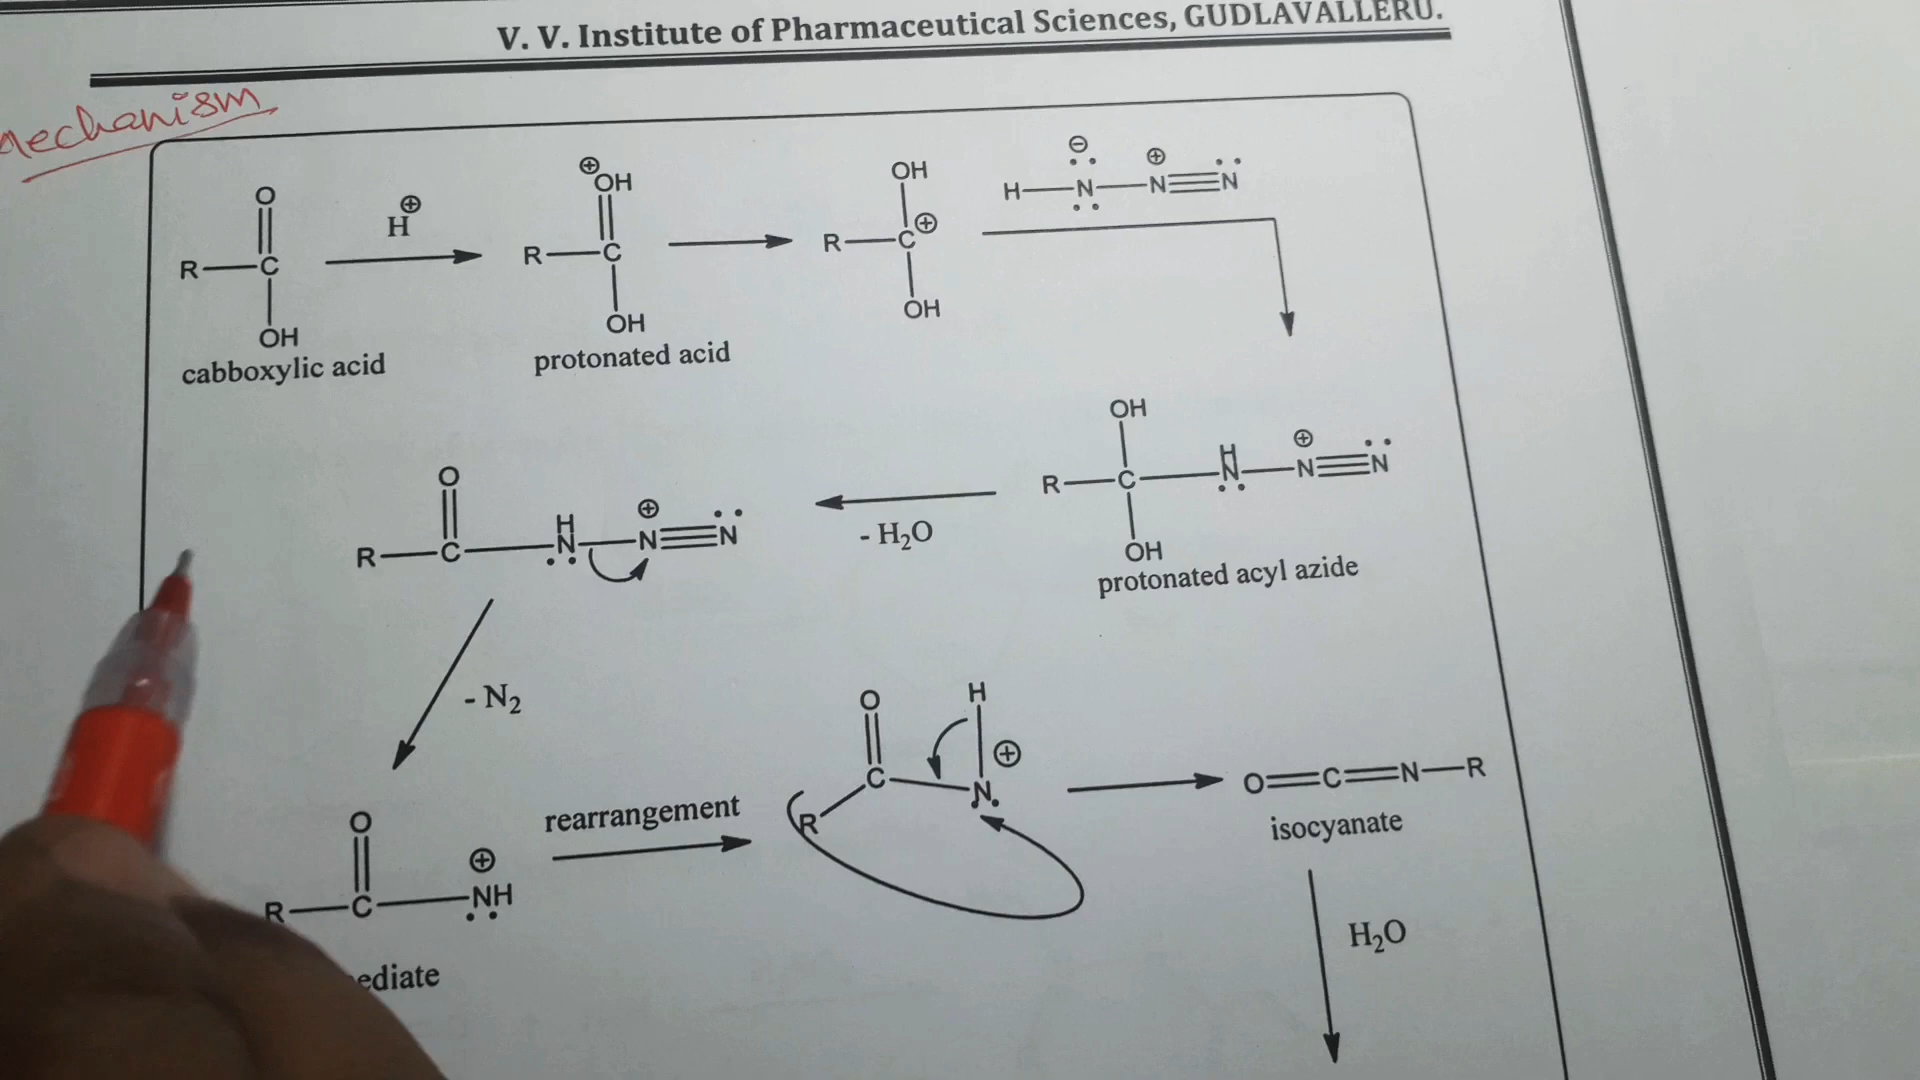 V. V. Institute of Pharmaceutical Sciences, GUDLAVALLERU.
Mechanism
O
R—C
OH
cabboxylic acid
H⊕
⊕
OH
R—C
OH
protonated acid
OH
R—C⊕
OH
⊖ ⊕
H—N—N≡N
OH
H ⊕
R—C—N—N≡N
OH
protonated acyl azide
- H₂O
O
H ⊕
R—C—N—N≡N
- N₂
O
⊕
R—C—NH
ediate
rearrangement
O H
C ⊕
R N
O=C=N—R
isocyanate
H₂O